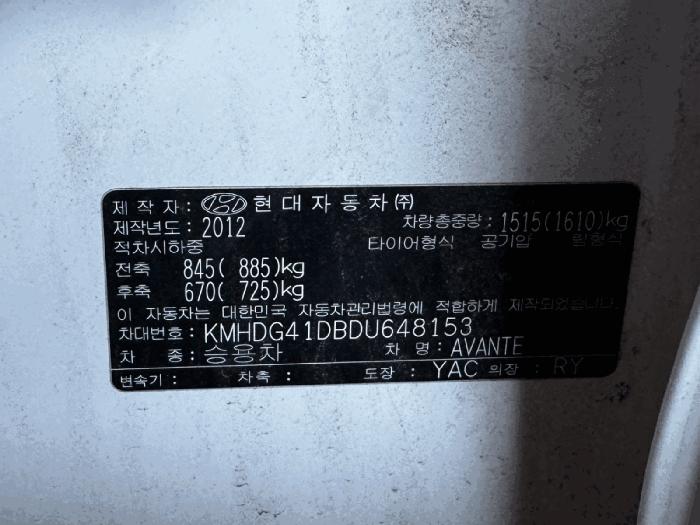 제 작 자 : 현대자동차㈜
제작년도 : 2012 차량총중량 : 1515(1610)kg
적차시하중 타이어형식 공기압 림형식
전축 845( 885)kg
후축 670( 725)kg
이 자동차는 대한민국 자동차관리법령에 적합하게 제작되었습니다.
차대번호 : KMHDG41DBDU648153
차 종 : 승용차 차 명 : AVANTE
변속기 : 차축 : 도장 : YAC 의장 : RY